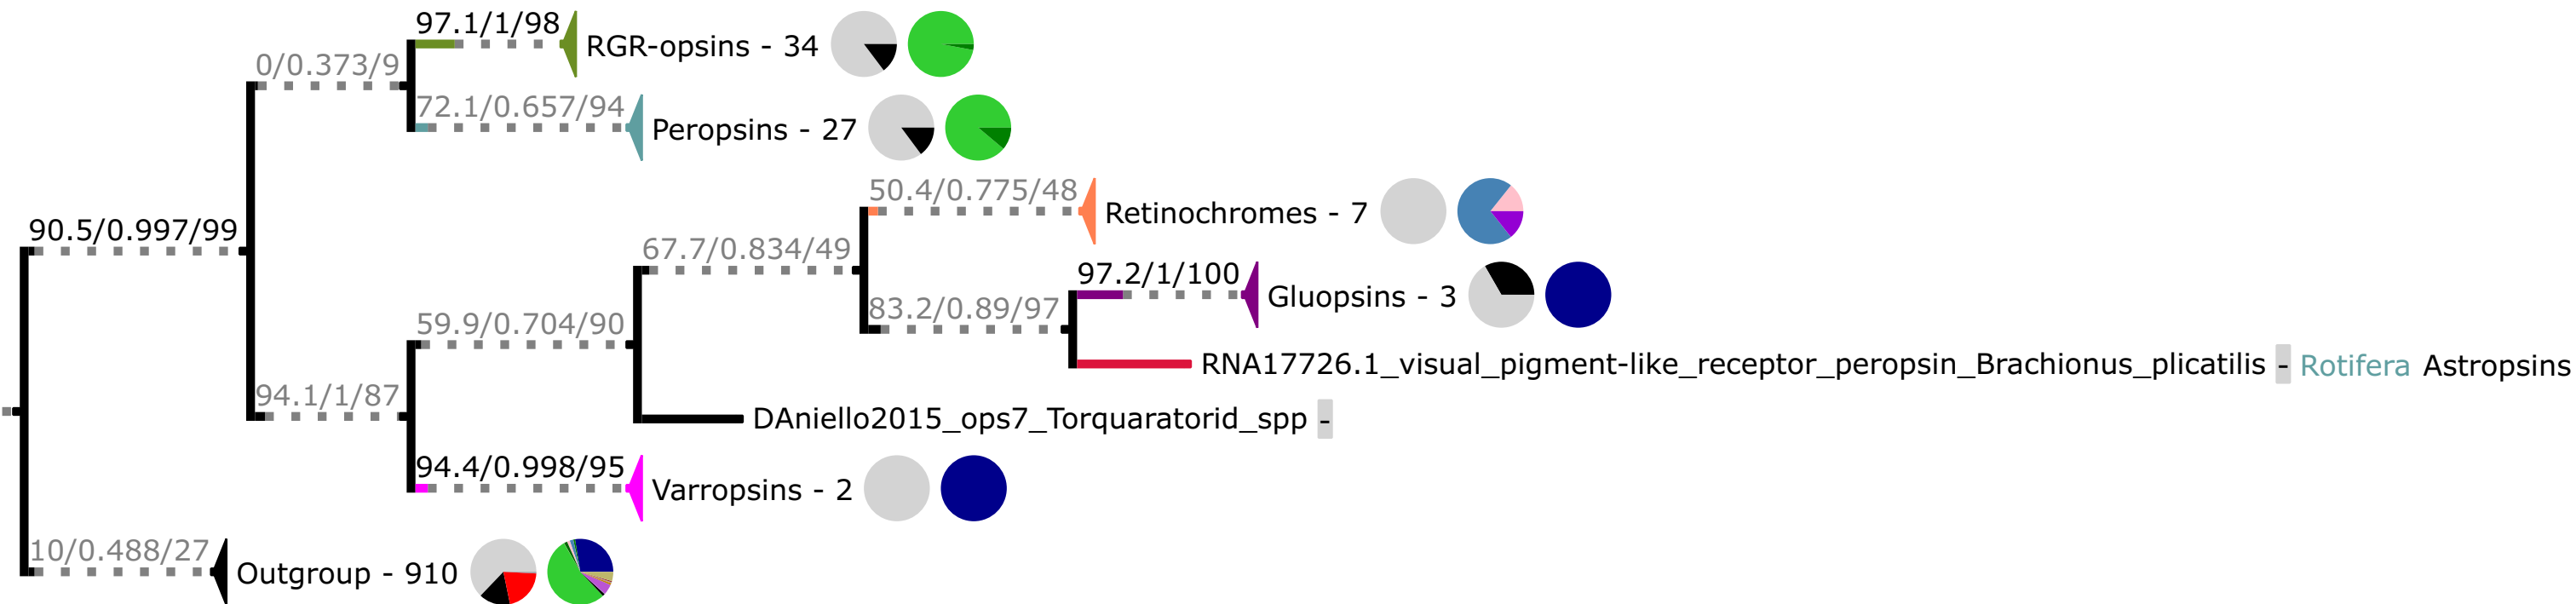 97.1/1/98
RGR-opsins - 34
0/0.373/9
72.1/0.657/94
Peropsins - 27
50.4/0.775/48
Retinochromes - 7
90.5/0.997/99
67.7/0.834/49
97.2/1/100
Gluopsins - 3
83.2/0.89/97
59.9/0.704/90
RNA17726.1_visual_pigment-like_receptor_peropsin_Brachionus_plicatilis - Rotifera Astropsins
94.1/1/87
DAniello2015_ops7_Torquaratorid_spp -
94.4/0.998/95
Varropsins - 2
10/0.488/27
Outgroup - 910